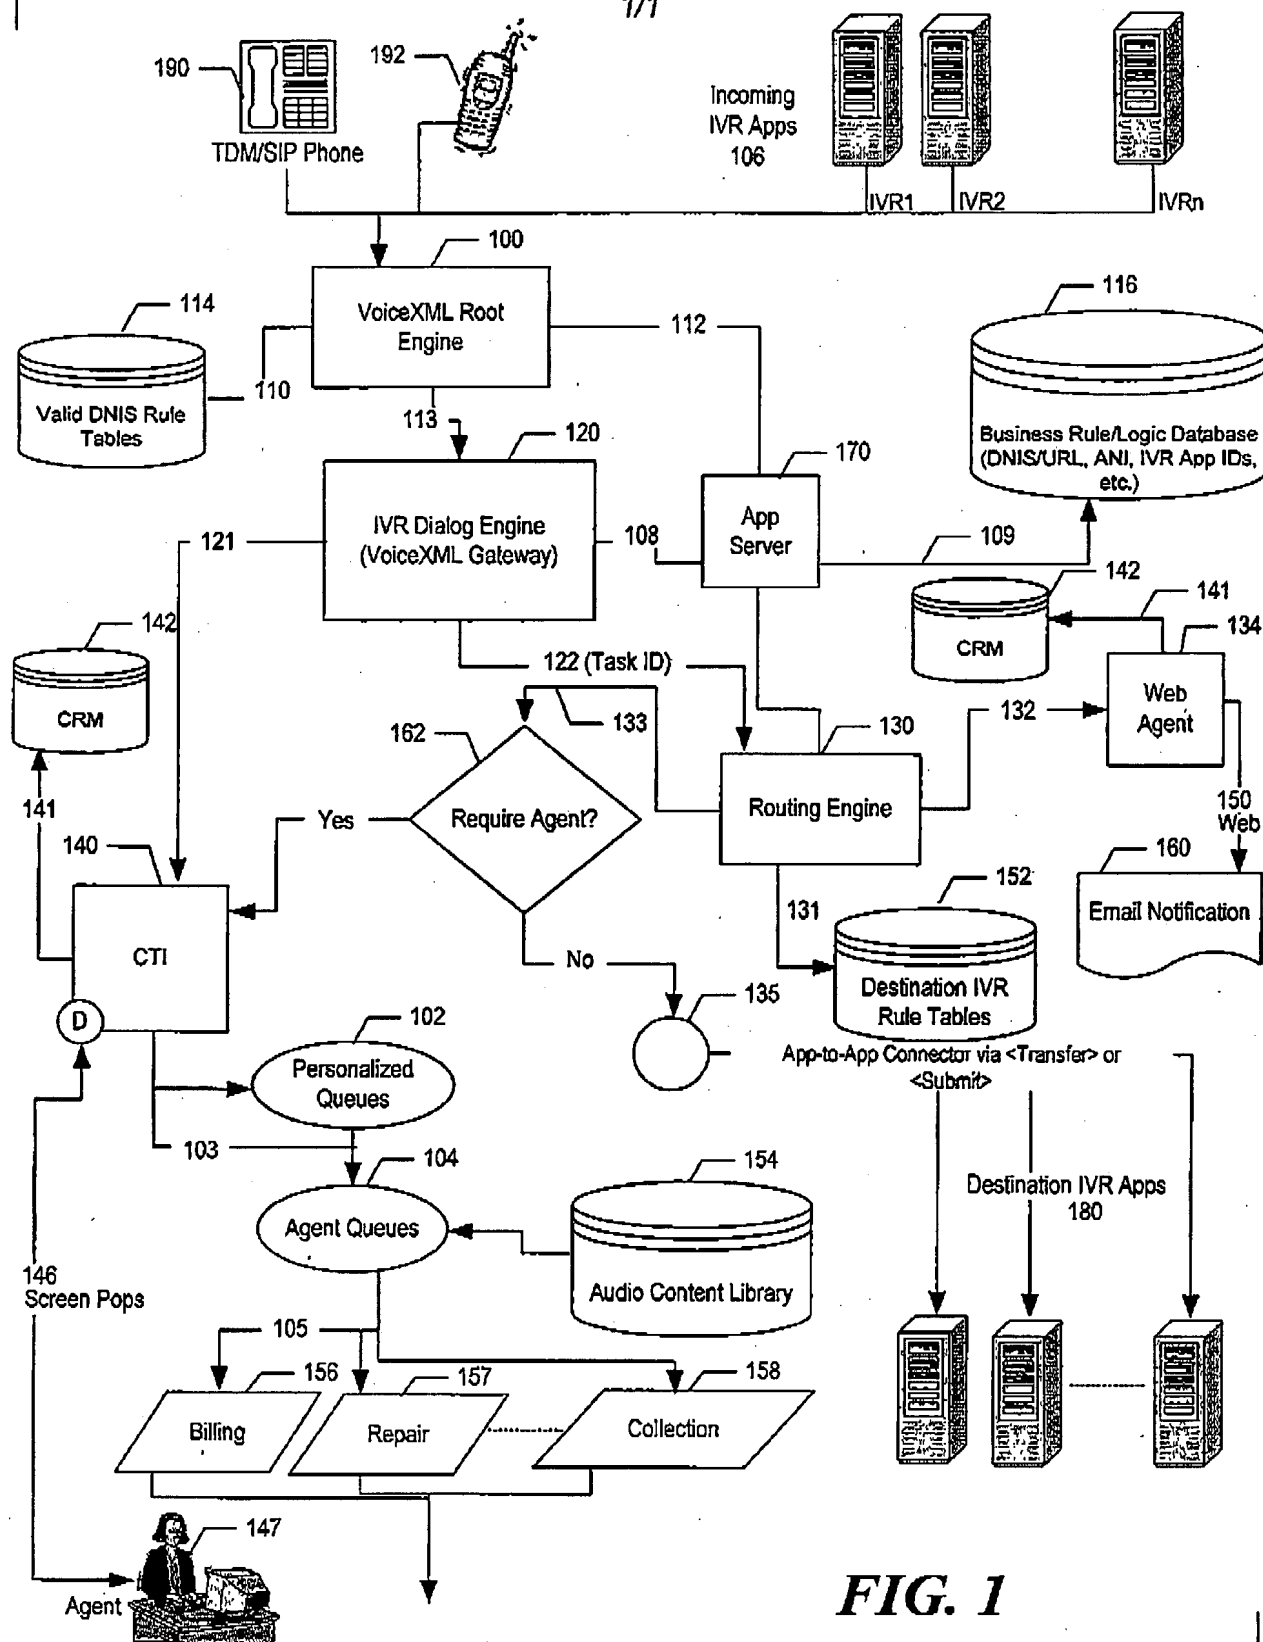 1/1
190
192
TDM/SIP Phone
Incoming
IVR Apps
106
IVR1
IVR2
IVRn
100
VoiceXML Root
Engine
114
Valid DNIS Rule
Tables
110
112
113
116
Business Rule/Logic Database
(DNIS/URL, ANI, IVR App IDs,
etc.)
120
IVR Dialog Engine
(VoiceXML Gateway)
121
108
170
App
Server
109
142
CRM
141
134
Web
Agent
142
CRM
122 (Task ID)
133
162
Require Agent?
130
Routing Engine
132
141
Yes
140
CTI
D
150
Web
160
Email Notification
131
152
Destination IVR
Rule Tables
No
135
App-to-App Connector via <Transfer> or
<Submit>
102
Personalized
Queues
103
104
Agent Queues
154
Audio Content Library
Destination IVR Apps
180
146
Screen Pops
105
156
Billing
157
Repair
158
Collection
147
Agent
FIG. 1